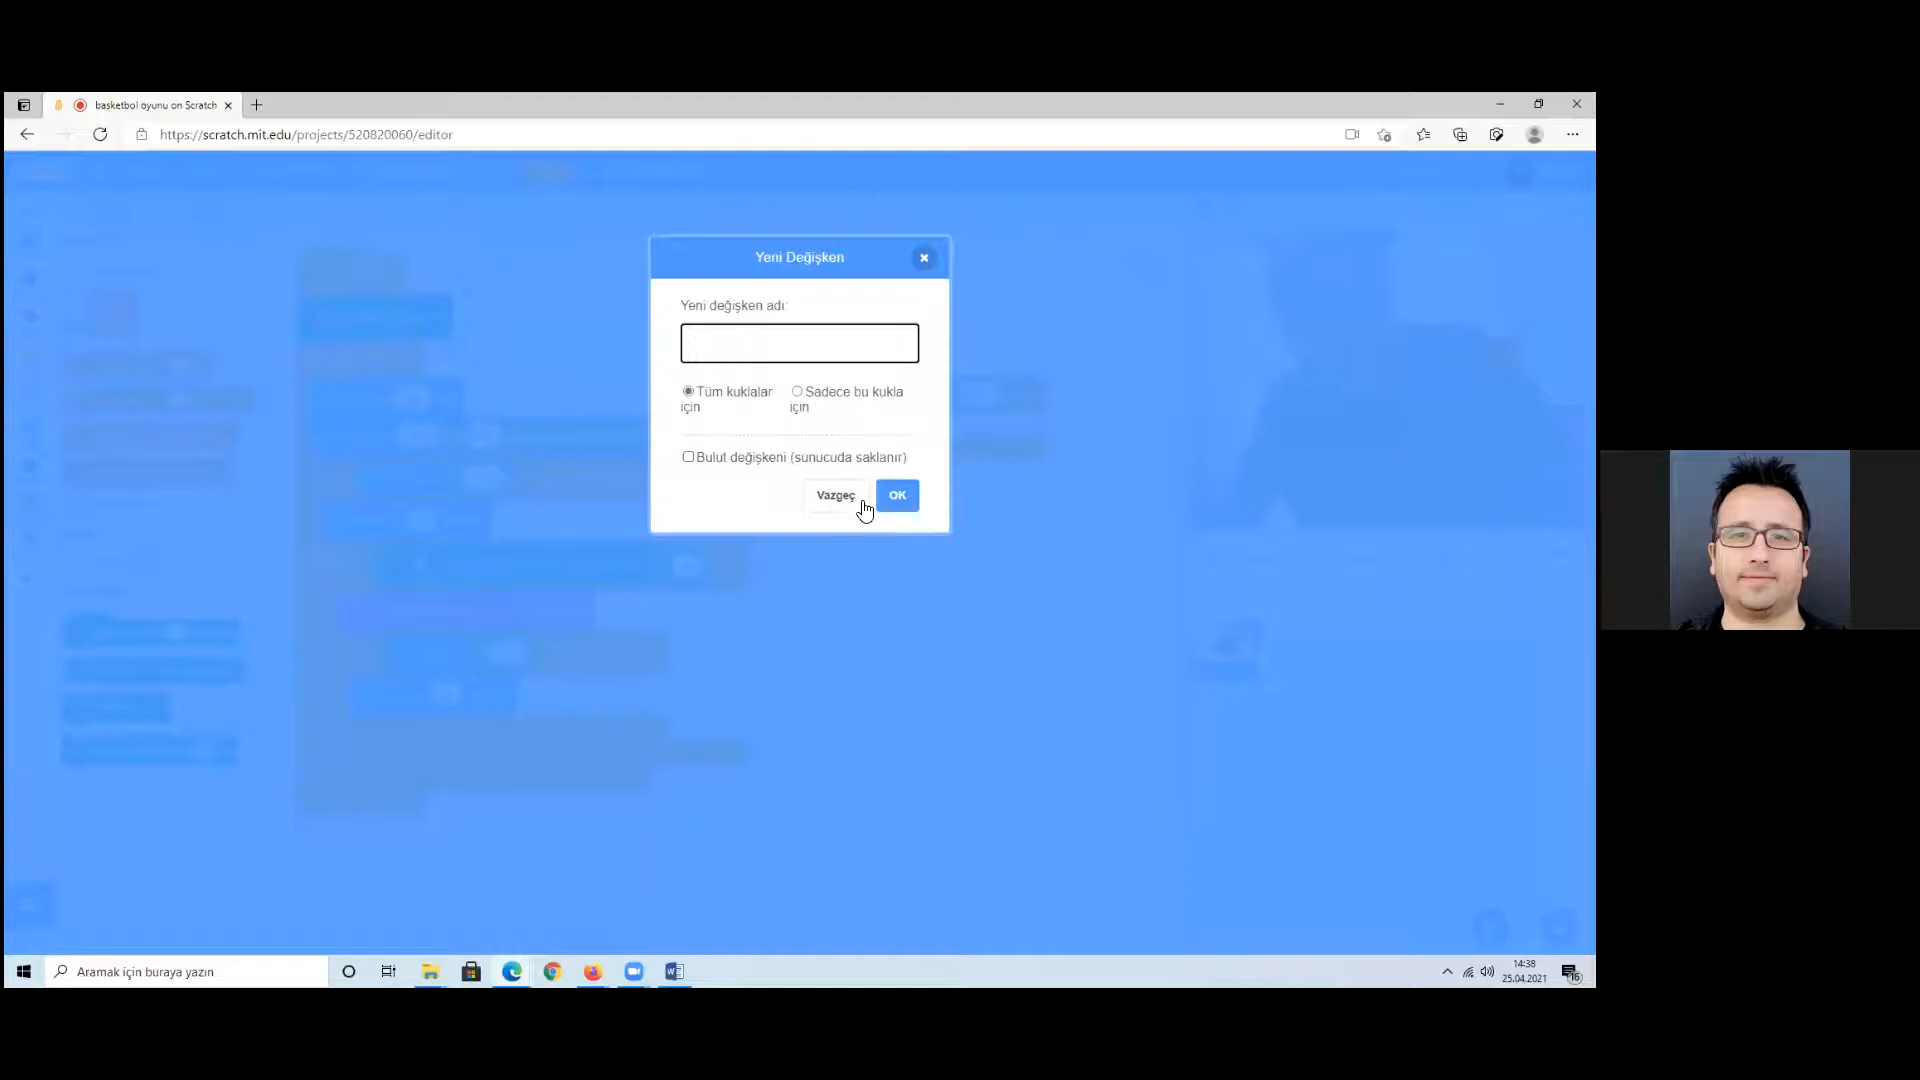 basketbol oyunu on Scratch
https://scratch.mit.edu/projects/520820060/editor
Yeni Değişken
Yeni değişken adı:
Tüm kuklalar için
Sadece bu kukla için
Bulut değişkeni (sunucuda saklanır)
Vazgeç
OK
Aramak için buraya yazın
14:38
25.04.2021
16